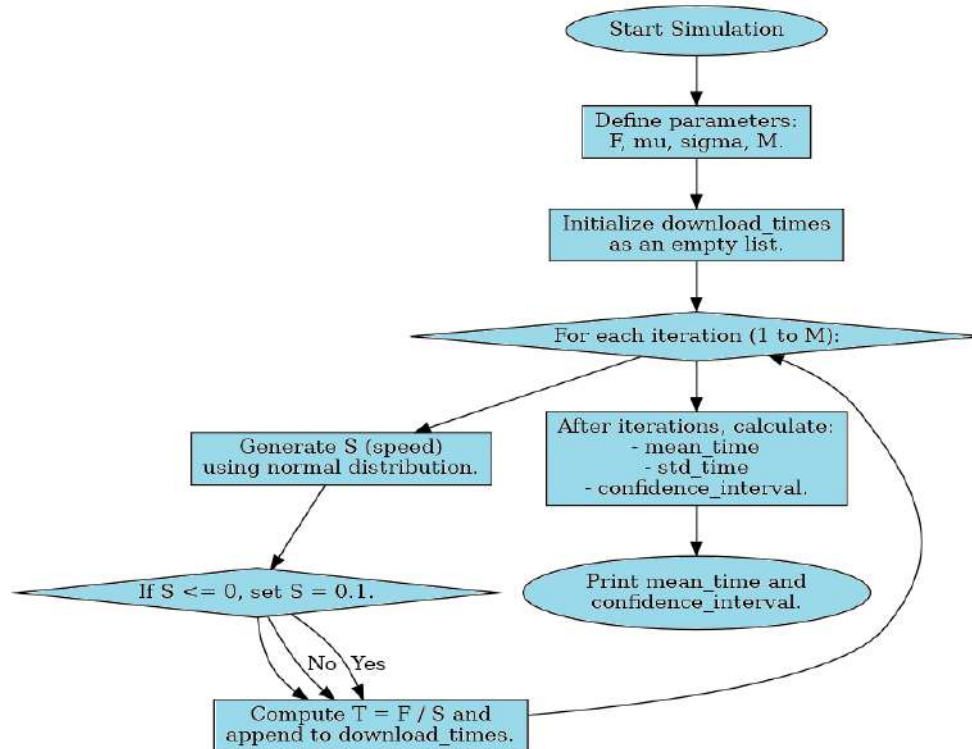 Start Simulation
Define parameters:
F, mu, sigma, M.
Initialize download_times
as an empty list.
For each iteration (1 to M):
Generate S (speed)
using normal distribution.
After iterations, calculate:
- mean_time
- std_time
- confidence_interval.
If S <= 0, set S = 0.1.
Print mean_time and
confidence_interval.
No
Yes
Compute T = F / S and
append to download_times.